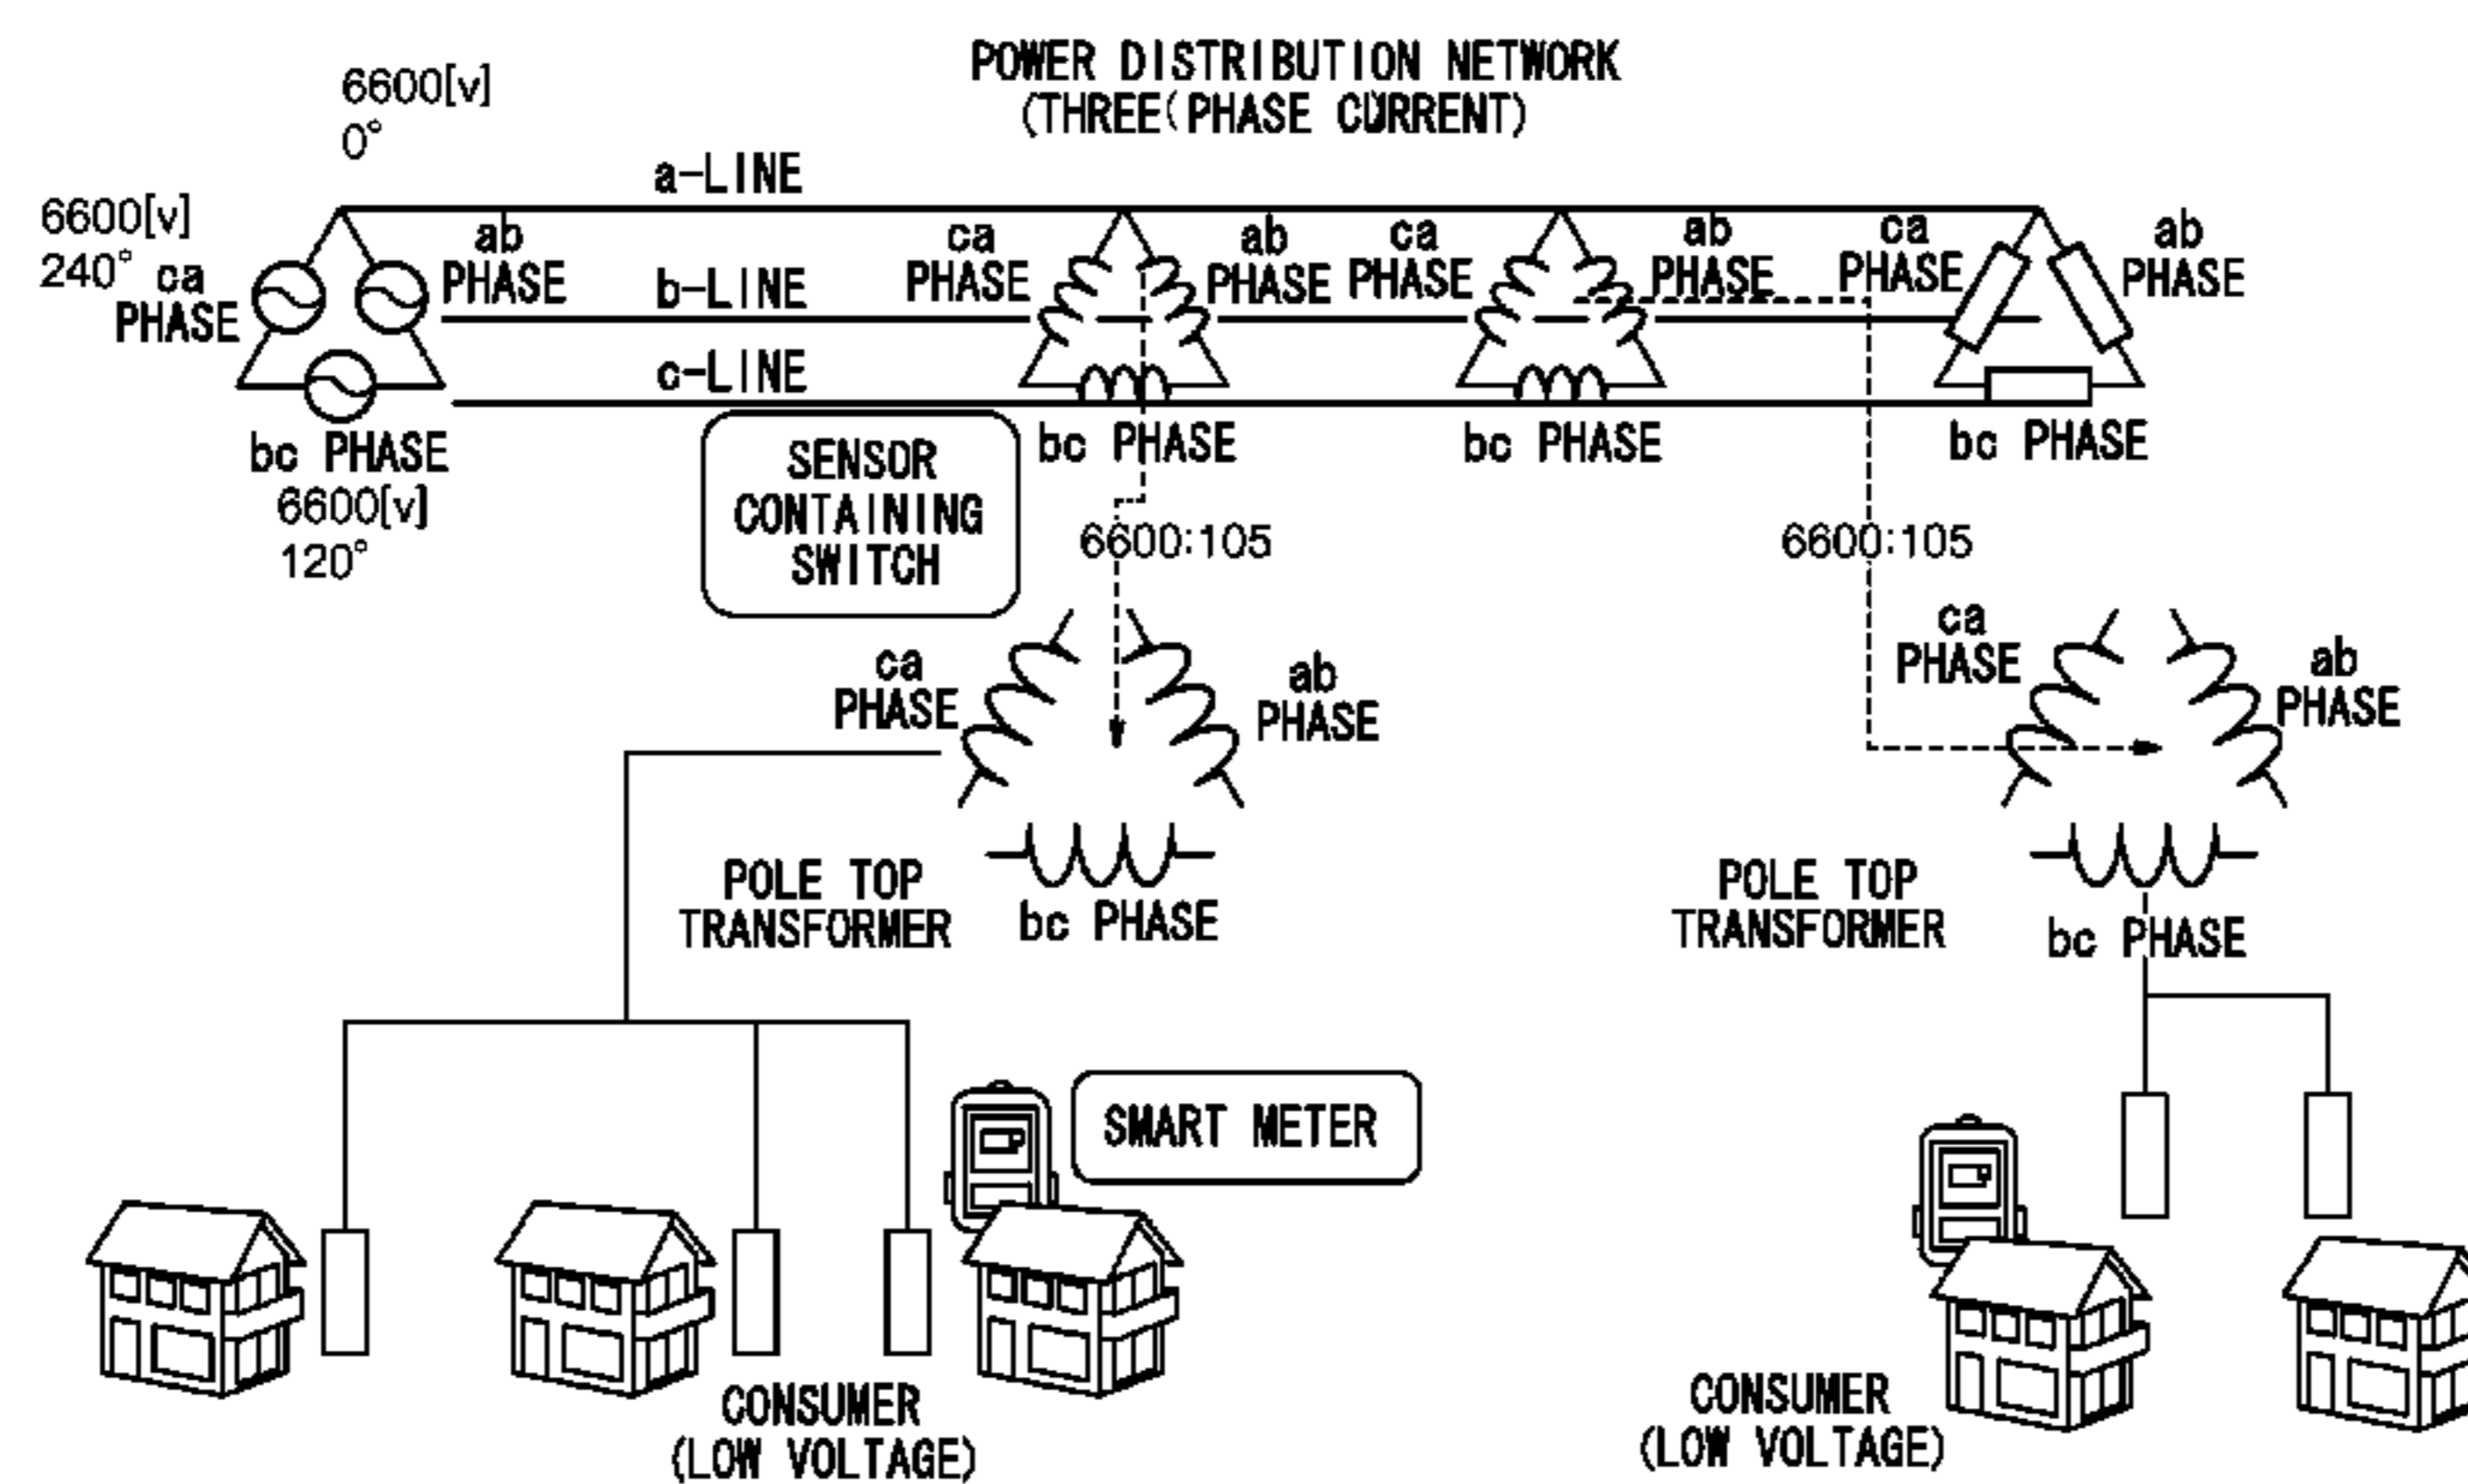 POWER DISTRIBUTION NETWORK
(THREE(PHASE CURRENT)
6600[v]
0°
a-LINE
6600[v]
240°
ca
PHASE
ab
PHASE
b-LINE
ca
PHASE
ab
PHASE
ca
PHASE
ab
PHASE
ca
PHASE
ab
PHASE
c-LINE
bc PHASE
6600[v]
120°
SENSOR
CONTAINING
SWITCH
bc PHASE
bc PHASE
bc PHASE
6600:105
6600:105
ca
PHASE
ab
PHASE
ca
PHASE
ab
PHASE
POLE TOP
TRANSFORMER
bc PHASE
POLE TOP
TRANSFORMER
bc PHASE
SMART METER
CONSUMER
(LOW VOLTAGE)
CONSUMER
(LOW VOLTAGE)